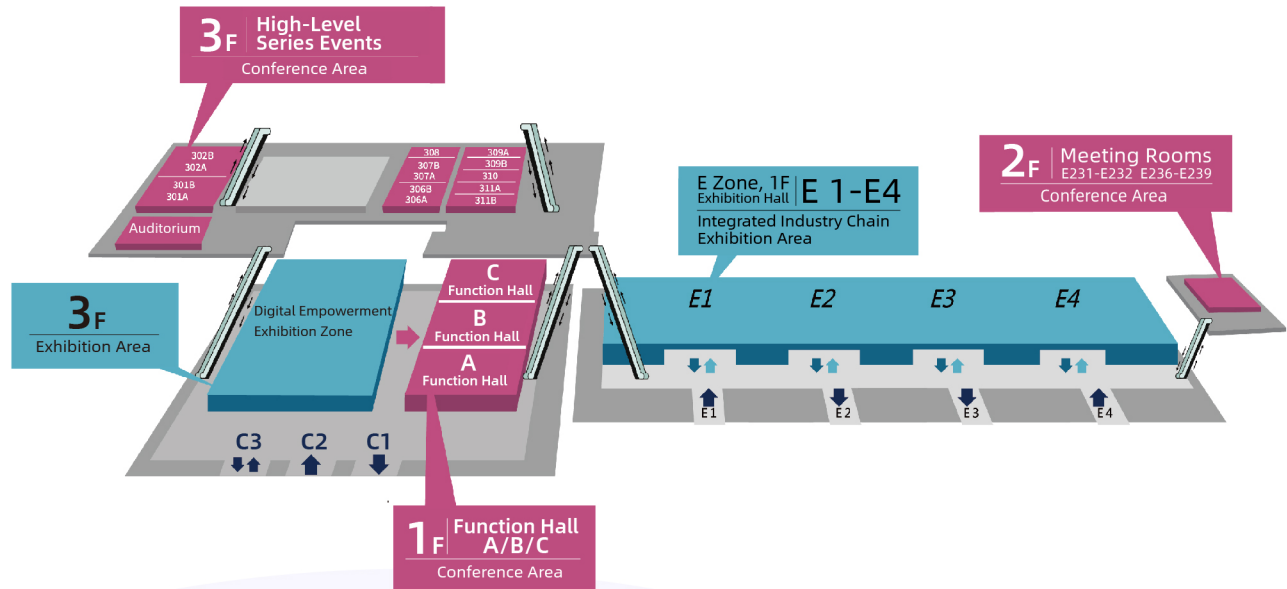 3F
High-Level
Series Events
Conference Area
302B
302A
301B
301A
Auditorium
308
307B
307A
306B
306A
309A
309B
310
311A
311B
E Zone, 1F
Exhibition Hall
E 1-E4
Integrated Industry Chain
Exhibition Area
2F
Meeting Rooms
E231-E232 E236-E239
Conference Area
3F
Exhibition Area
Digital Empowerment
Exhibition Zone
C
Function Hall
B
Function Hall
A
Function Hall
E1
E2
E3
E4
E1
E2
E3
E4
C3
C2
C1
1F
Function Hall
A/B/C
Conference Area